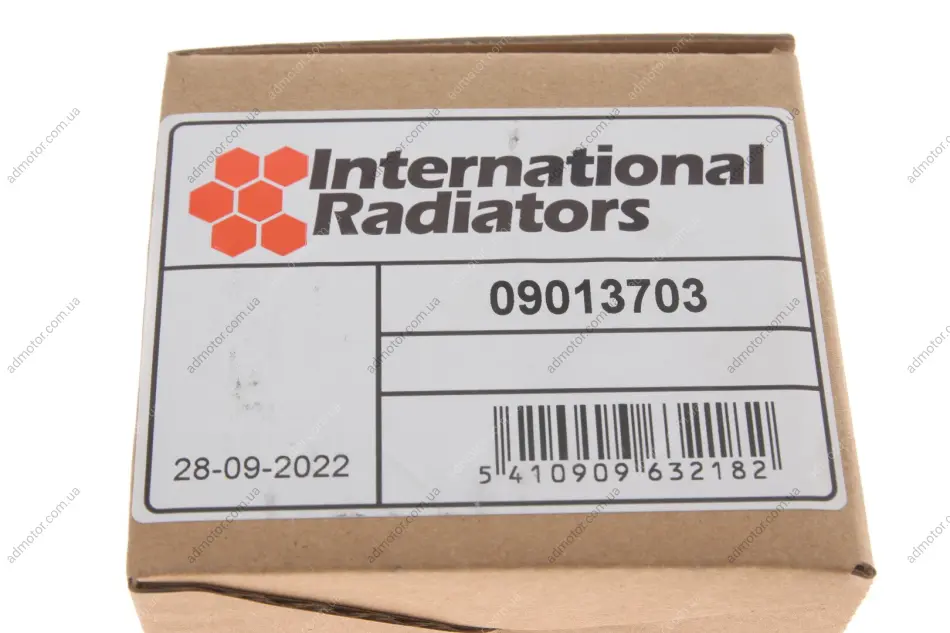 International
Radiators
09013703
28-09-2022
5 410909 632182
admotor.com.ua